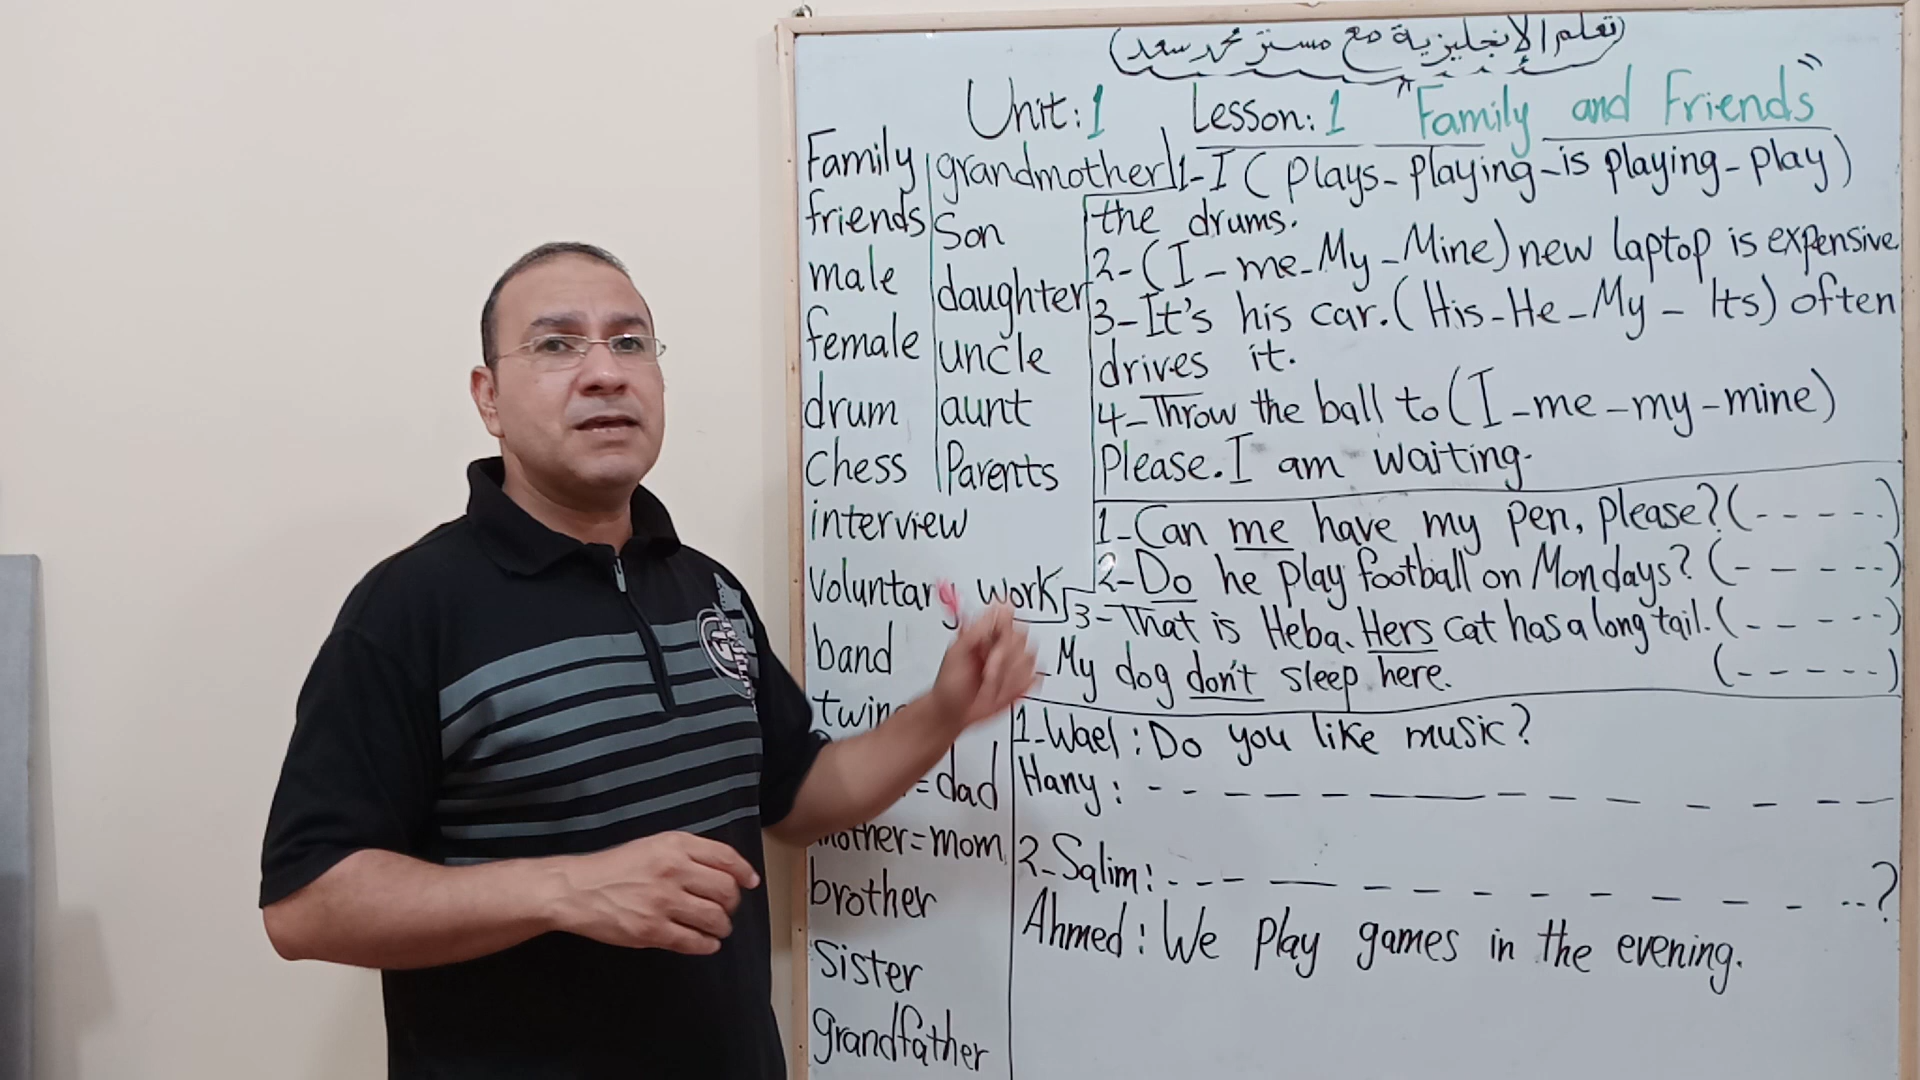 (تعلم الإنجليزية مع مستر محمد سعد)
Unit: 1 Lesson: 1 "Family and Friends"
Family
friends
male
female
drum
chess
interview
voluntary work
band
twin
= dad
mother = mom
brother
Sister
grandfather
grandmother
Son
daughter
uncle
aunt
Parents
1- I (plays - playing - is playing - play)
the drums.
2- (I - me - My - Mine) new laptop is expensive
3- It's his car. (His - He - My - Its) often
drives it.
4- Throw the ball to (I - me - my - mine)
Please. I am waiting.
1- Can me have my pen, please? (- - - - -)
2- Do he play football on Mondays? (- - - - -)
3- That is Heba. Hers cat has a long tail. (- - - - -)
- My dog don't sleep here. (- - - - -)
1- Wael: Do you like music?
Hany: - - - - - - - - - - - -
2- Salim: - - - - - - - - - - - - ?
Ahmed: We play games in the evening.